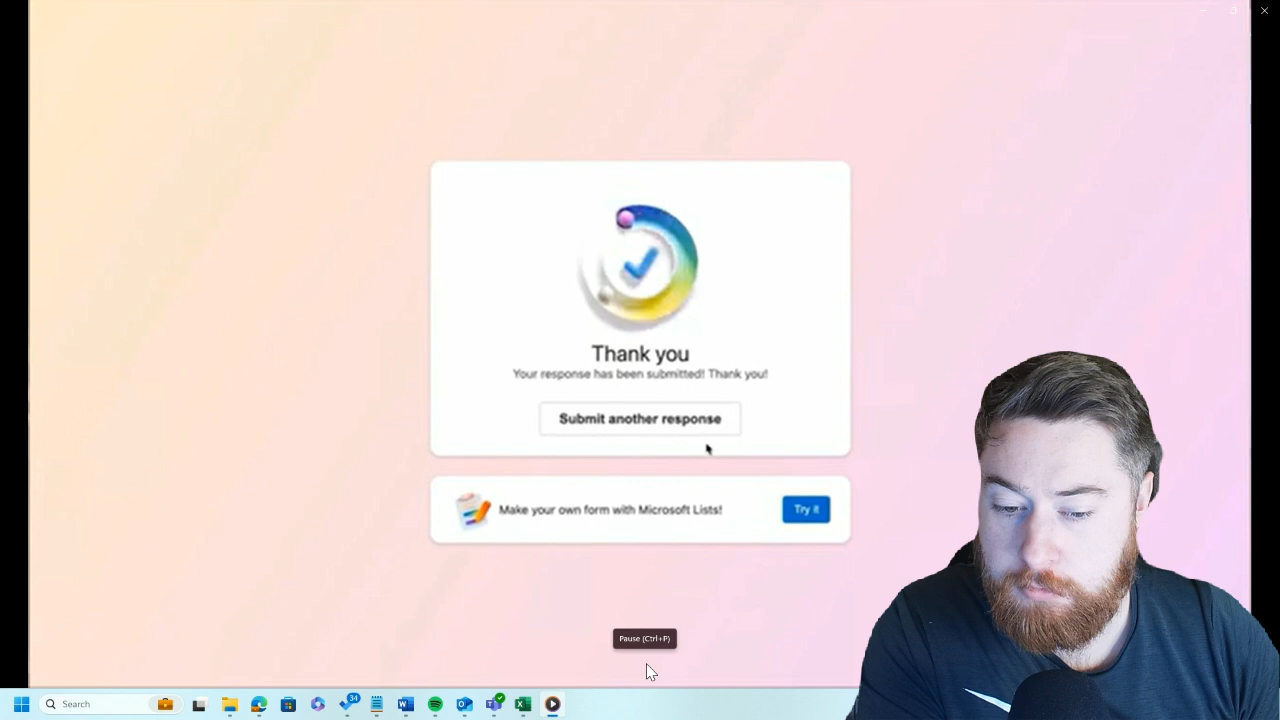 Thank you
Your response has been submitted! Thank you!
Submit another response
Make your own form with Microsoft Lists!
Try it
Pause (Ctrl+P)
Search
34